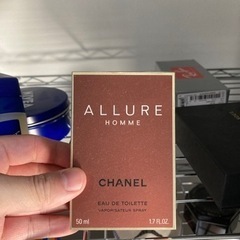 ALLURE
HOMME
CHANEL
EAU DE TOILETTE
VAPORISATEUR SPRAY
50 ml 1.7 FL.OZ.